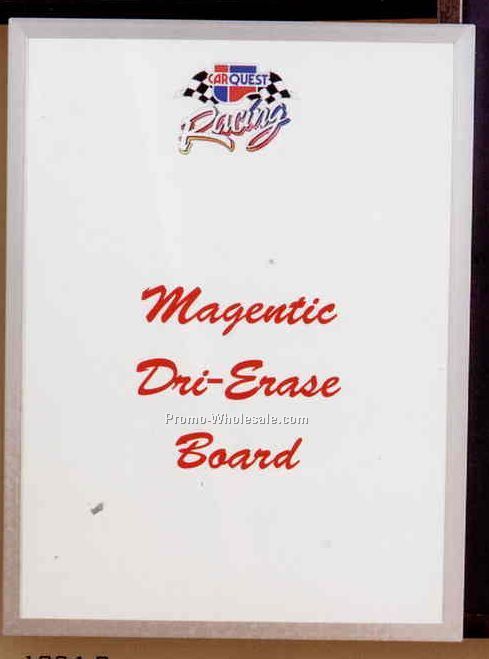 CARQUEST
Racing
Magentic
Dri-Erase
Promo-Wholesale.com
Board